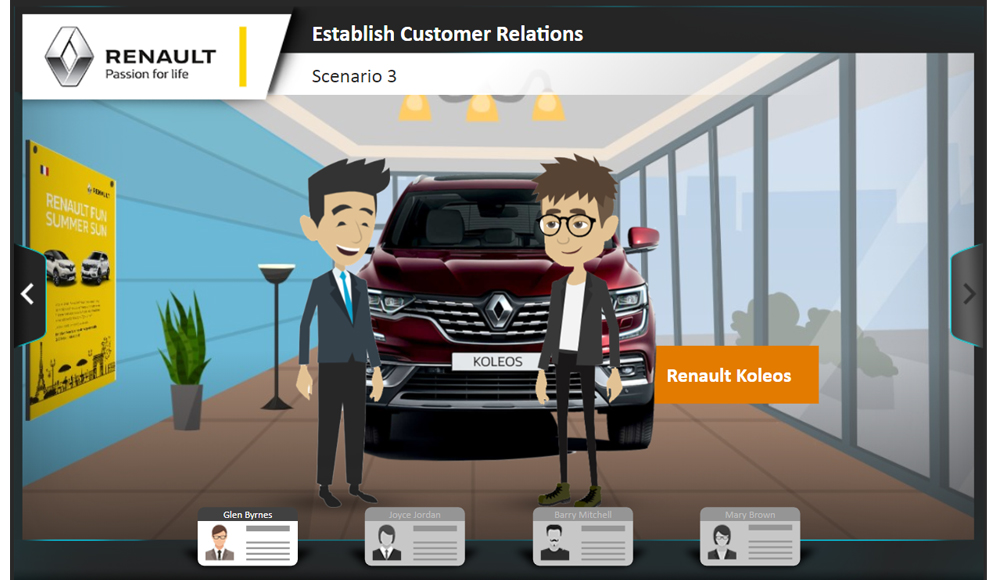 RENAULT
Passion for life
Establish Customer Relations
Scenario 3
RENAULT
RENAULT FUN
SUMMER SUN
KOLEOS
Renault Koleos
Glen Byrnes
Joyce Jordan
Barry Mitchell
Mary Brown